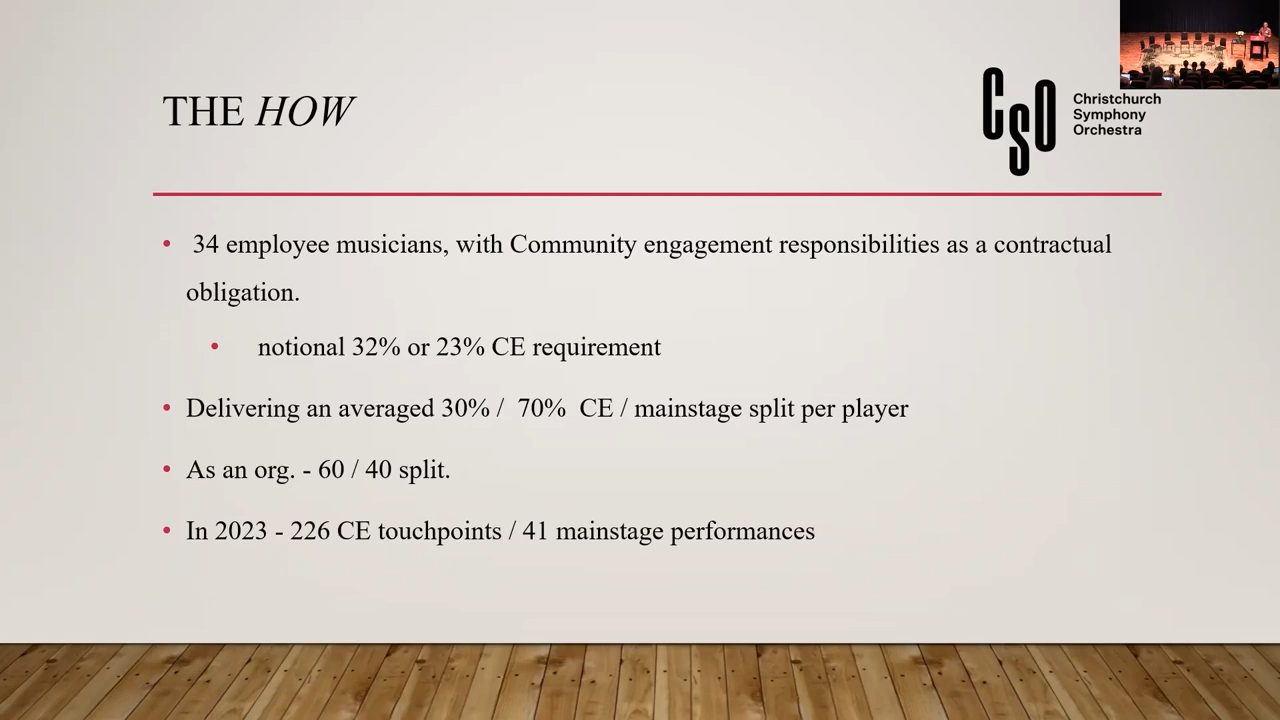 THE HOW
CSO
Christchurch
Symphony
Orchestra
• 34 employee musicians, with Community engagement responsibilities as a contractual
obligation.
• notional 32% or 23% CE requirement
• Delivering an averaged 30% / 70% CE / mainstage split per player
• As an org. - 60 / 40 split.
• In 2023 - 226 CE touchpoints / 41 mainstage performances